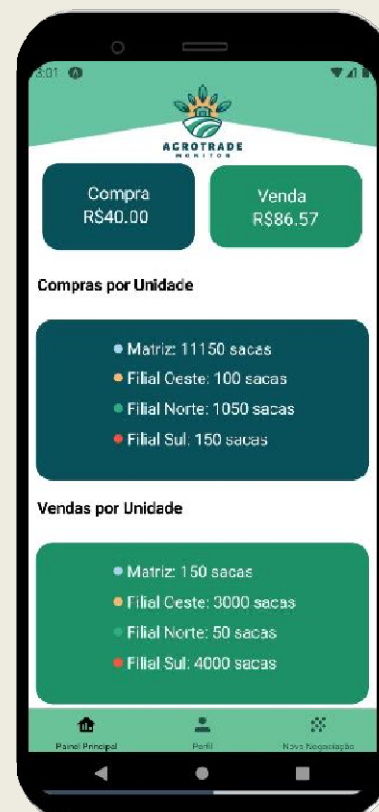 3:01
AGROTRADE
MONITOR
Compra
R$40.00
Venda
R$86.57
Compras por Unidade
Matriz: 11150 sacas
Filial Oeste: 100 sacas
Filial Norte: 1050 sacas
Filial Sul: 150 sacas
Vendas por Unidade
Matriz: 150 sacas
Filial Oeste: 3000 sacas
Filial Norte: 50 sacas
Filial Sul: 4000 sacas
Painel Principal
Perfil
Nova Negociação